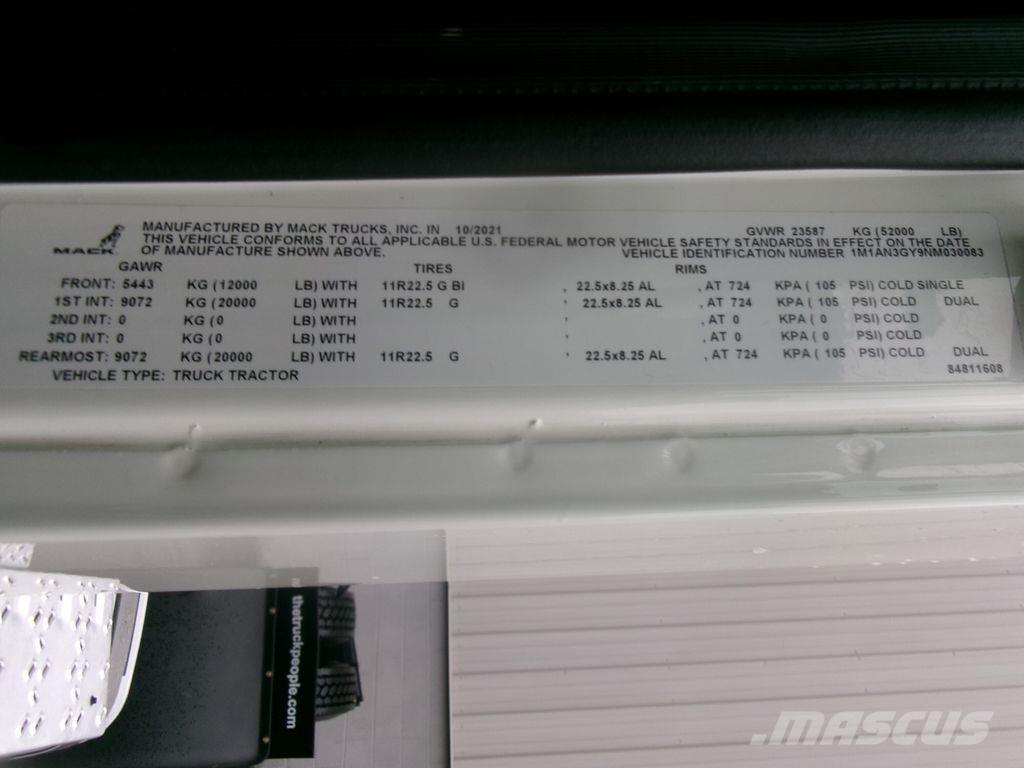 MANUFACTURED BY MACK TRUCKS, INC. IN 10/2021 GVWR 23587 KG (52000 LB)
THIS VEHICLE CONFORMS TO ALL APPLICABLE U.S. FEDERAL MOTOR VEHICLE SAFETY STANDARDS IN EFFECT ON THE DATE
OF MANUFACTURE SHOWN ABOVE. VEHICLE IDENTIFICATION NUMBER 1M1AN3GY9NM030083
MACK
GAWR TIRES RIMS
FRONT: 5443 KG (12000 LB) WITH 11R22.5 G BI , 22.5x8.25 AL , AT 724 KPA ( 105 PSI) COLD SINGLE
1ST INT: 9072 KG (20000 LB) WITH 11R22.5 G , 22.5x8.25 AL , AT 724 KPA ( 105 PSI) COLD DUAL
2ND INT: 0 KG (0 LB) WITH , , AT 0 KPA ( 0 PSI) COLD
3RD INT: 0 KG (0 LB) WITH , , AT 0 KPA ( 0 PSI) COLD
REARMOST: 9072 KG (20000 LB) WITH 11R22.5 G , 22.5x8.25 AL , AT 724 KPA ( 105 PSI) COLD DUAL
VEHICLE TYPE: TRUCK TRACTOR 84811608
thetruckpeople.com
.MASCUS